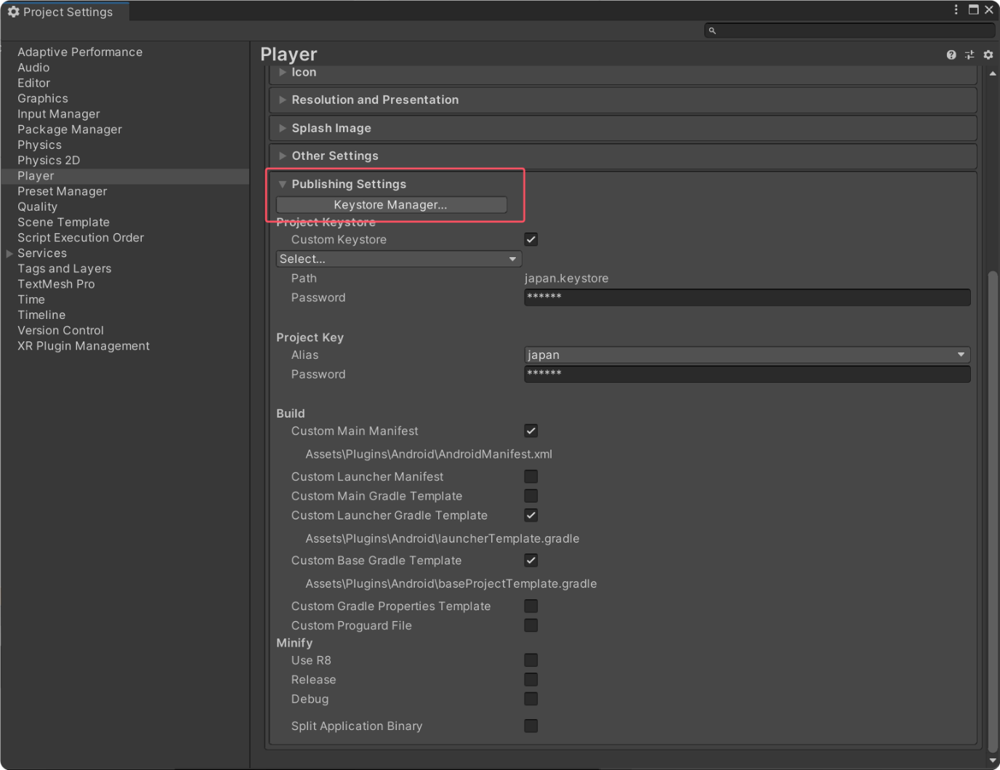 Project Settings
Adaptive Performance
Audio
Editor
Graphics
Input Manager
Package Manager
Physics
Physics 2D
Player
Preset Manager
Quality
Scene Template
Script Execution Order
Services
Tags and Layers
TextMesh Pro
Time
Timeline
Version Control
XR Plugin Management
Player
Icon
Resolution and Presentation
Splash Image
Other Settings
Publishing Settings
Keystore Manager...
Project Keystore
Custom Keystore
Select...
Path japan.keystore
Password ******
Project Key
Alias japan
Password ******
Build
Custom Main Manifest
Assets\Plugins\Android\AndroidManifest.xml
Custom Launcher Manifest
Custom Main Gradle Template
Custom Launcher Gradle Template
Assets\Plugins\Android\launcherTemplate.gradle
Custom Base Gradle Template
Assets\Plugins\Android\baseProjectTemplate.gradle
Custom Gradle Properties Template
Custom Proguard File
Minify
Use R8
Release
Debug
Split Application Binary